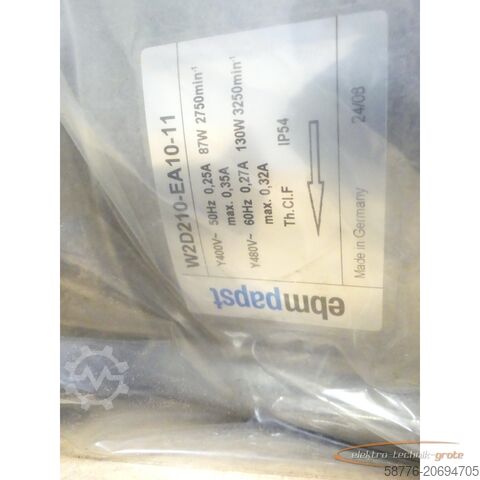 W2D210-EA10-11
Y400V~ 50Hz 0,25A 87W 2750min⁻¹
max. 0,35A
Y480V~ 60Hz 0,27A 130W 3250min⁻¹
max. 0,32A
Th.Cl.F IP54
ebmpapst
Made in Germany 24/08
elektro-technik-grote
58776-20694705